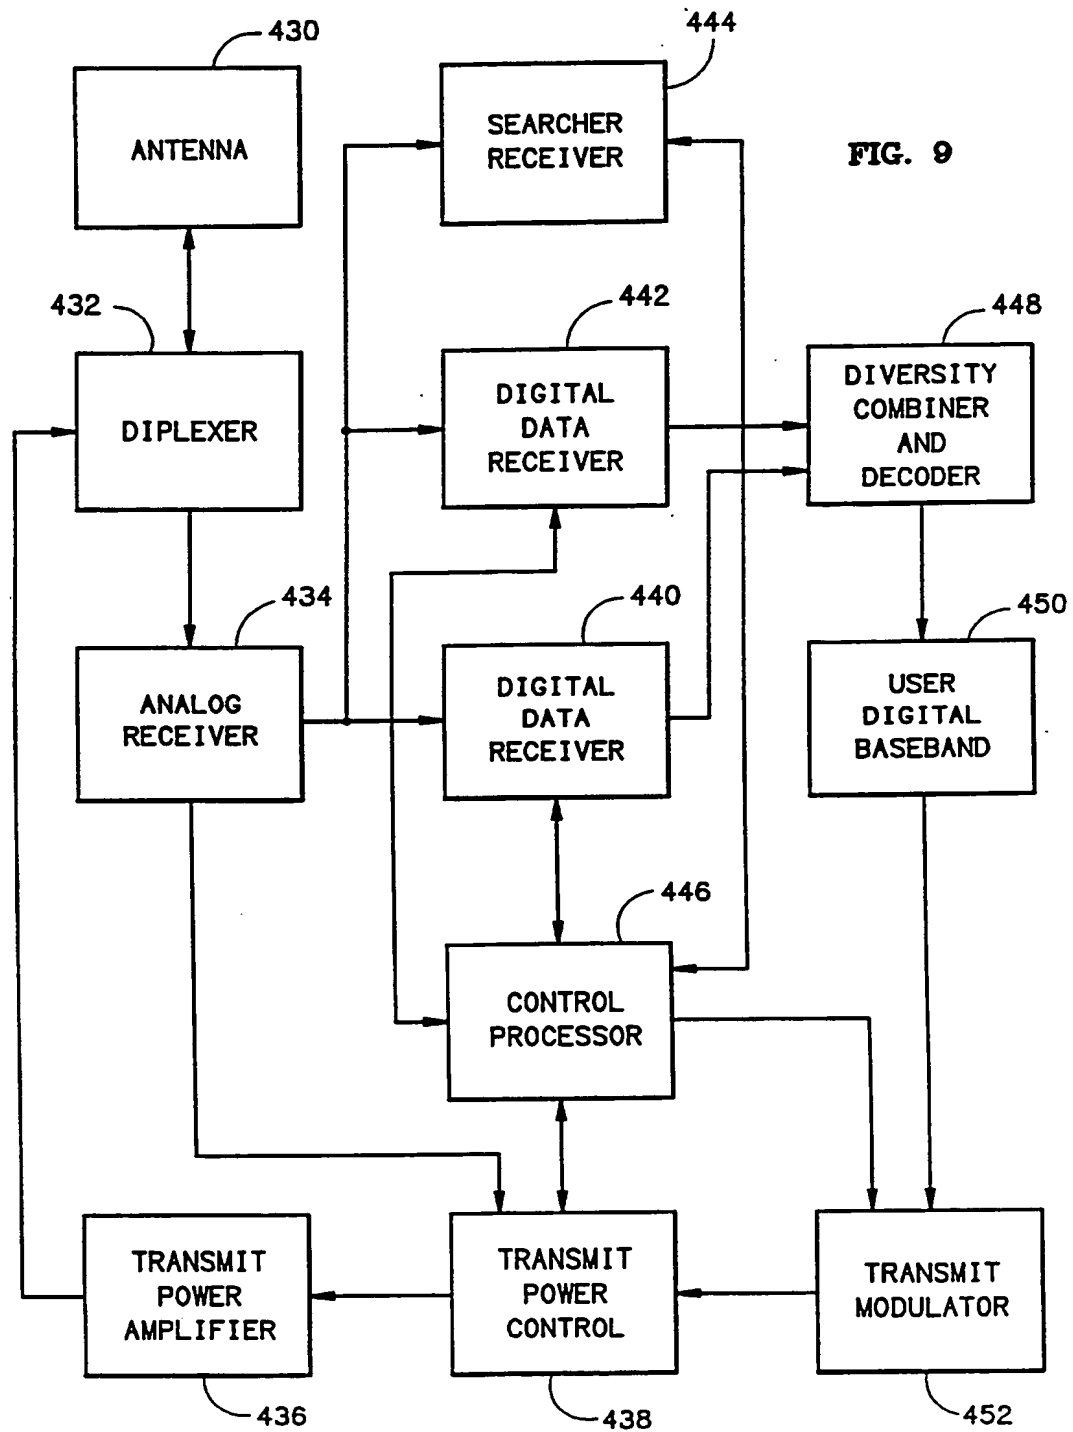 430
ANTENNA
444
SEARCHER
RECEIVER
FIG. 9
432
DIPLEXER
442
DIGITAL
DATA
RECEIVER
448
DIVERSITY
COMBINER
AND
DECODER
434
ANALOG
RECEIVER
440
DIGITAL
DATA
RECEIVER
450
USER
DIGITAL
BASEBAND
446
CONTROL
PROCESSOR
TRANSMIT
POWER
AMPLIFIER
436
TRANSMIT
POWER
CONTROL
438
TRANSMIT
MODULATOR
452